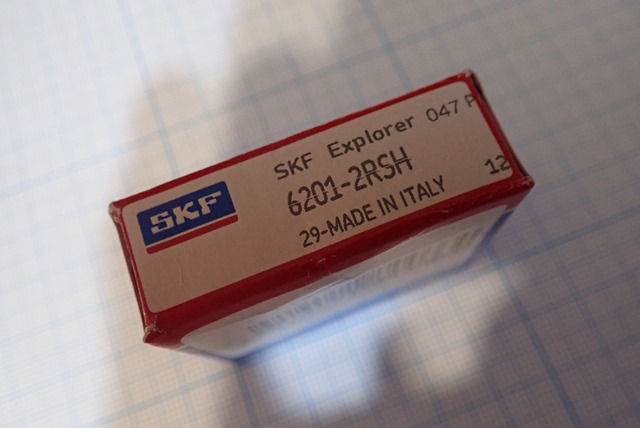 SKF
SKF Explorer 047 P
6201-2RSH
12
29-MADE IN ITALY